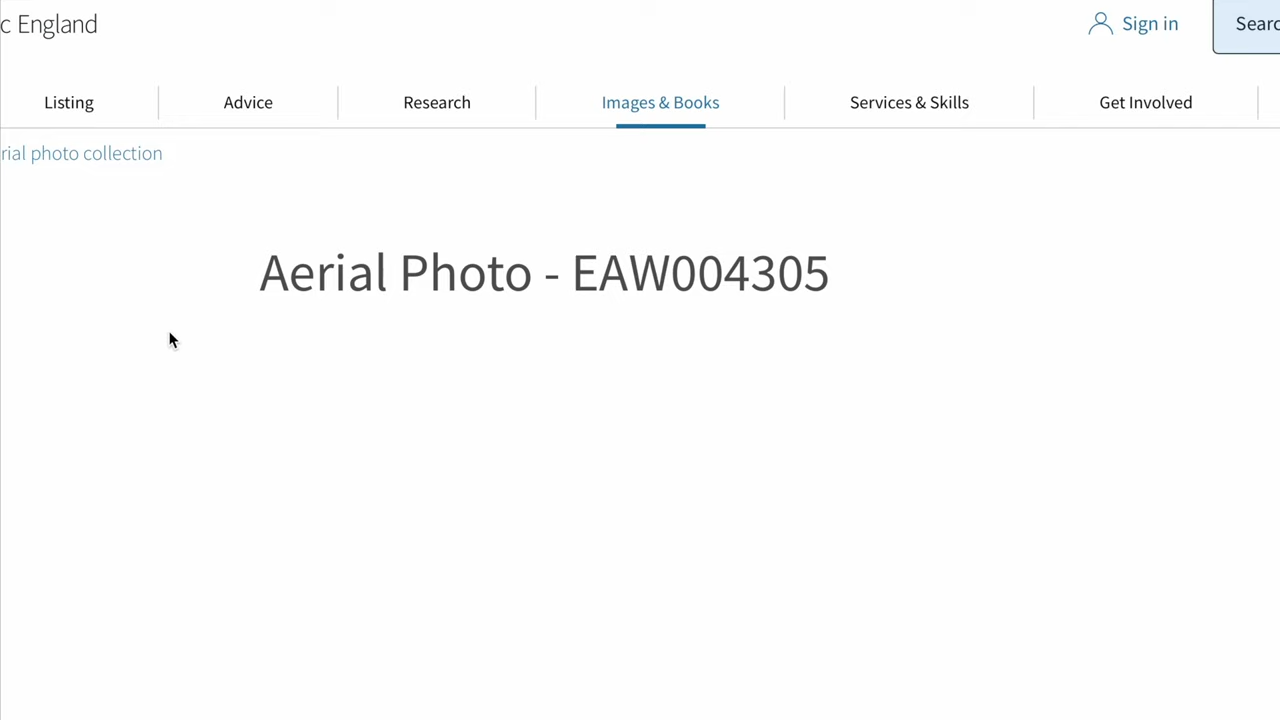 c England
Sign in
Searc
Listing
Advice
Research
Images & Books
Services & Skills
Get Involved
rial photo collection
Aerial Photo - EAW004305